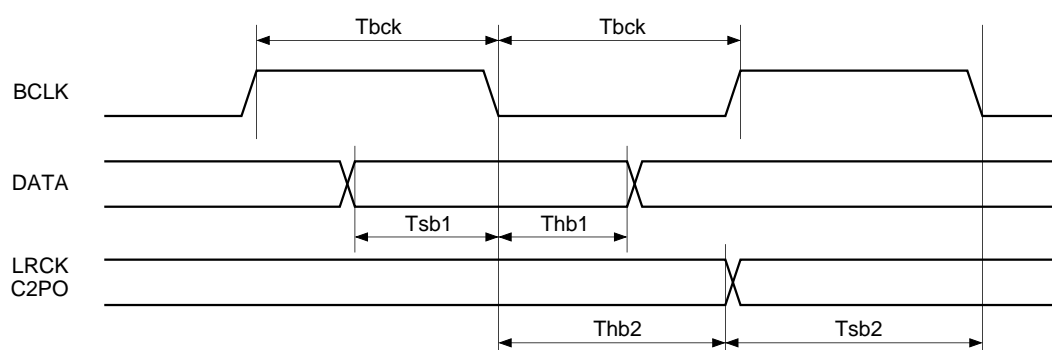 Tbck
Tbck
BCLK
DATA
Tsb1
Thb1
LRCK
C2PO
Thb2
Tsb2